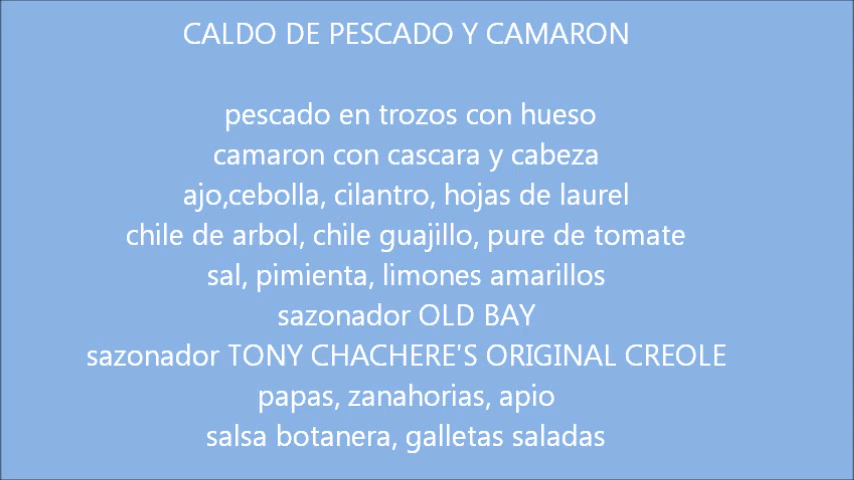 CALDO DE PESCADO Y CAMARON
pescado en trozos con hueso
camaron con cascara y cabeza
ajo,cebolla, cilantro, hojas de laurel
chile de arbol, chile guajillo, pure de tomate
sal, pimienta, limones amarillos
sazonador OLD BAY
sazonador TONY CHACHERE'S ORIGINAL CREOLE
papas, zanahorias, apio
salsa botanera, galletas saladas